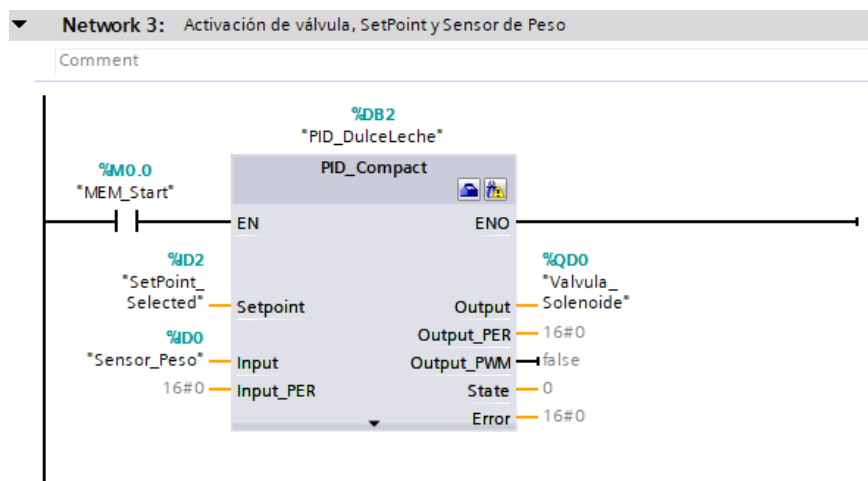 Network 3: Activación de válvula, SetPoint y Sensor de Peso
Comment
%DB2
"PID_DulceLeche"
%M0.0
"MEM_Start"
PID_Compact
EN
ENO
%ID2
"SetPoint_
Selected"
Setpoint
%QD0
"Valvula_
Solenoide"
Output
Output_PER
16#0
%ID0
"Sensor_Peso"
Input
Output_PWM
false
16#0
Input_PER
State
0
Error
16#0